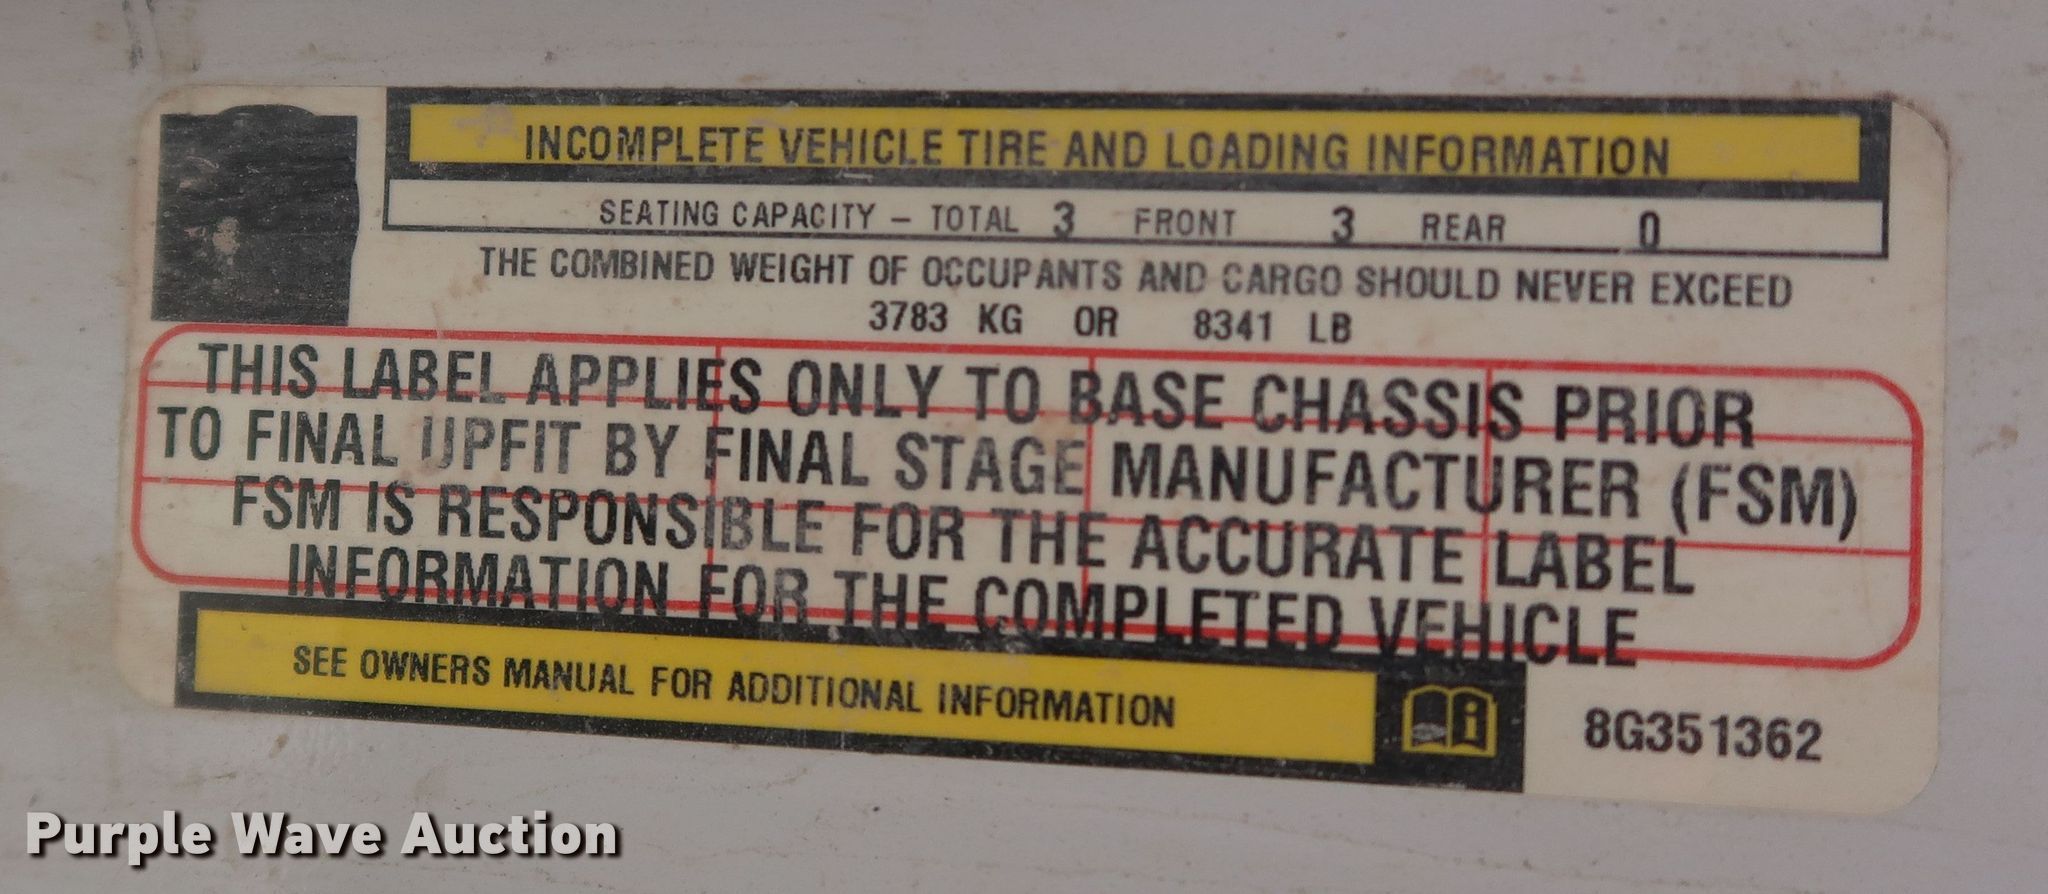 INCOMPLETE VEHICLE TIRE AND LOADING INFORMATION
SEATING CAPACITY – TOTAL 3 FRONT 3 REAR 0
THE COMBINED WEIGHT OF OCCUPANTS AND CARGO SHOULD NEVER EXCEED
3783 KG OR 8341 LB
THIS LABEL APPLIES ONLY TO BASE CHASSIS PRIOR
TO FINAL UPFIT BY FINAL STAGE MANUFACTURER (FSM)
FSM IS RESPONSIBLE FOR THE ACCURATE LABEL
INFORMATION FOR THE COMPLETED VEHICLE
SEE OWNERS MANUAL FOR ADDITIONAL INFORMATION
8G351362
Purple Wave Auction